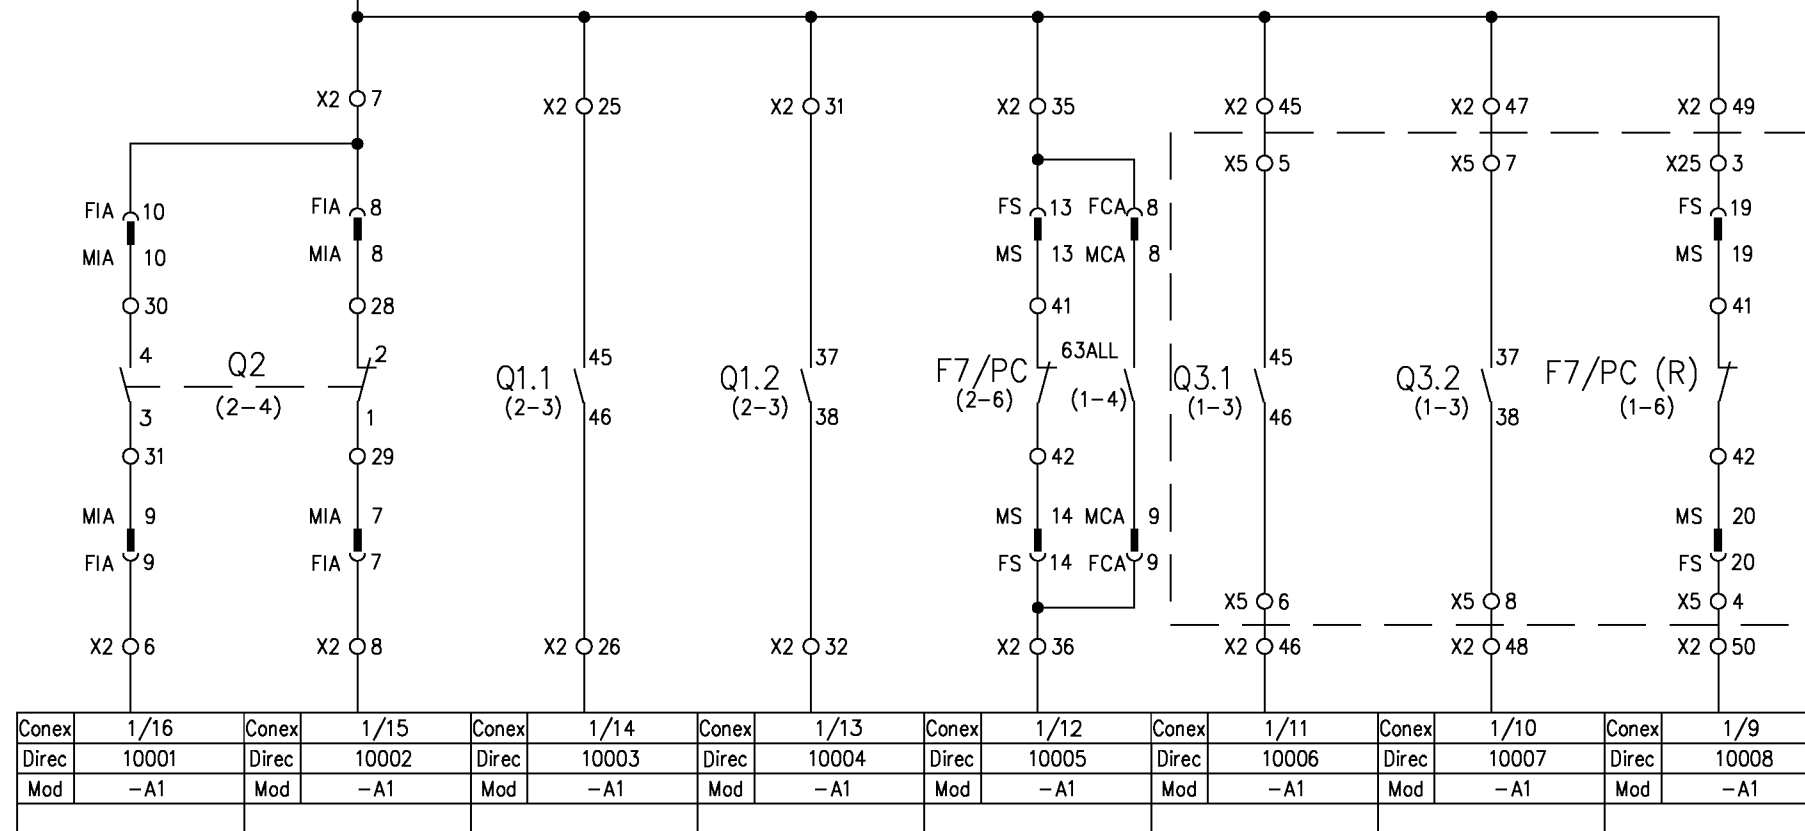 X2 7
X2 25
X2 31
X2 35
X2 45
X2 47
X2 49
X5 5
X5 7
X25 3
FIA 10
FIA 8
FS 13
FCA 8
FS 19
MIA 10
MIA 8
MS 13
MCA 8
MS 19
30
28
41
41
4
2
45
37
63ALL
45
37
Q2
Q1.1
Q1.2
F7/PC
Q3.1
Q3.2
F7/PC (R)
(2-4)
(2-3)
(2-3)
(2-6)
(1-4)
(1-3)
(1-3)
(1-6)
3
1
46
38
46
38
31
29
42
42
MIA 9
MIA 7
MS 14
MCA 9
MS 20
FIA 9
FIA 7
FS 14
FCA 9
FS 20
X5 6
X5 8
X5 4
X2 6
X2 8
X2 26
X2 32
X2 36
X2 46
X2 48
X2 50
Conex 1/16 Conex 1/15 Conex 1/14 Conex 1/13 Conex 1/12 Conex 1/11 Conex 1/10 Conex 1/9
Direc 10001 Direc 10002 Direc 10003 Direc 10004 Direc 10005 Direc 10006 Direc 10007 Direc 10008
Mod -A1 Mod -A1 Mod -A1 Mod -A1 Mod -A1 Mod -A1 Mod -A1 Mod -A1